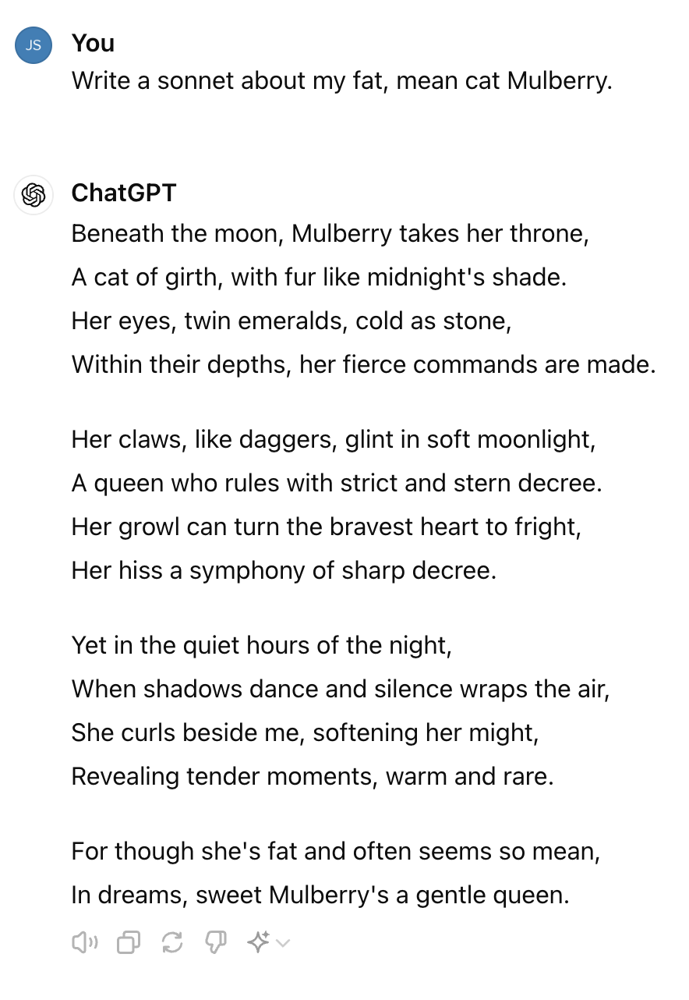 JS
You
Write a sonnet about my fat, mean cat Mulberry.
ChatGPT
Beneath the moon, Mulberry takes her throne,
A cat of girth, with fur like midnight's shade.
Her eyes, twin emeralds, cold as stone,
Within their depths, her fierce commands are made.
Her claws, like daggers, glint in soft moonlight,
A queen who rules with strict and stern decree.
Her growl can turn the bravest heart to fright,
Her hiss a symphony of sharp decree.
Yet in the quiet hours of the night,
When shadows dance and silence wraps the air,
She curls beside me, softening her might,
Revealing tender moments, warm and rare.
For though she's fat and often seems so mean,
In dreams, sweet Mulberry's a gentle queen.